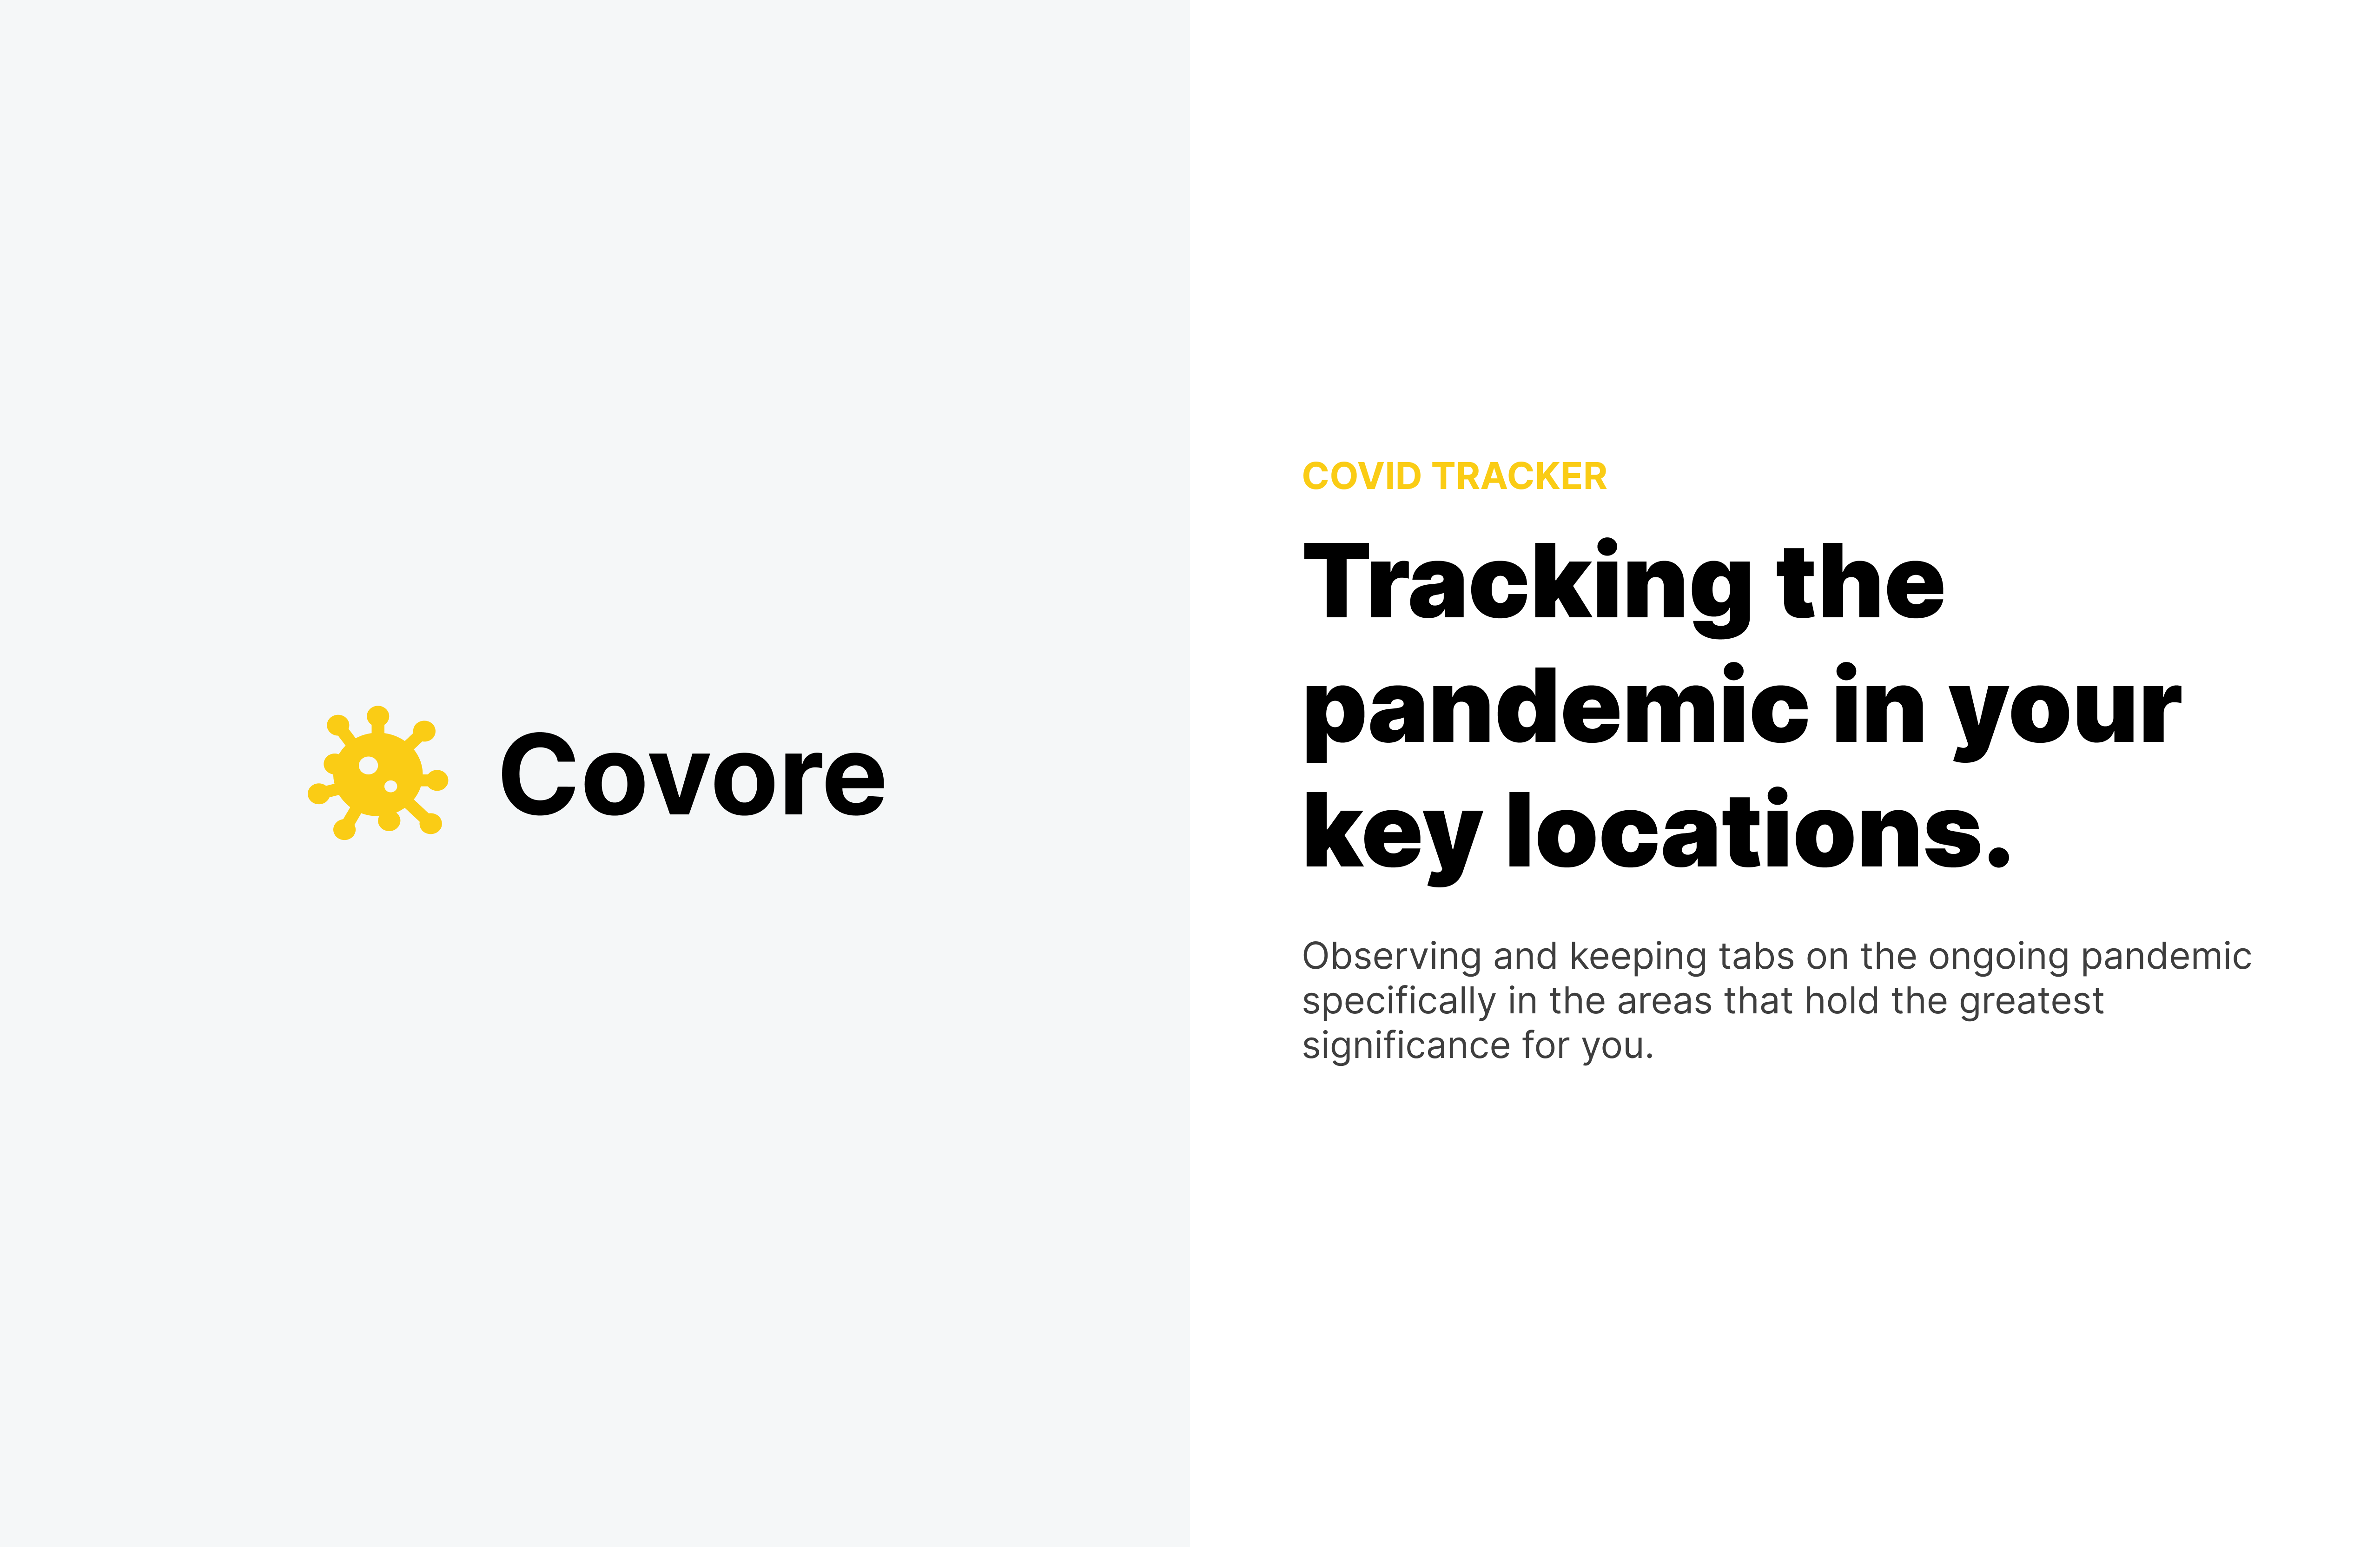 Covore
COVID TRACKER
Tracking the
pandemic in your
key locations.
Observing and keeping tabs on the ongoing pandemic
specifically in the areas that hold the greatest
significance for you.